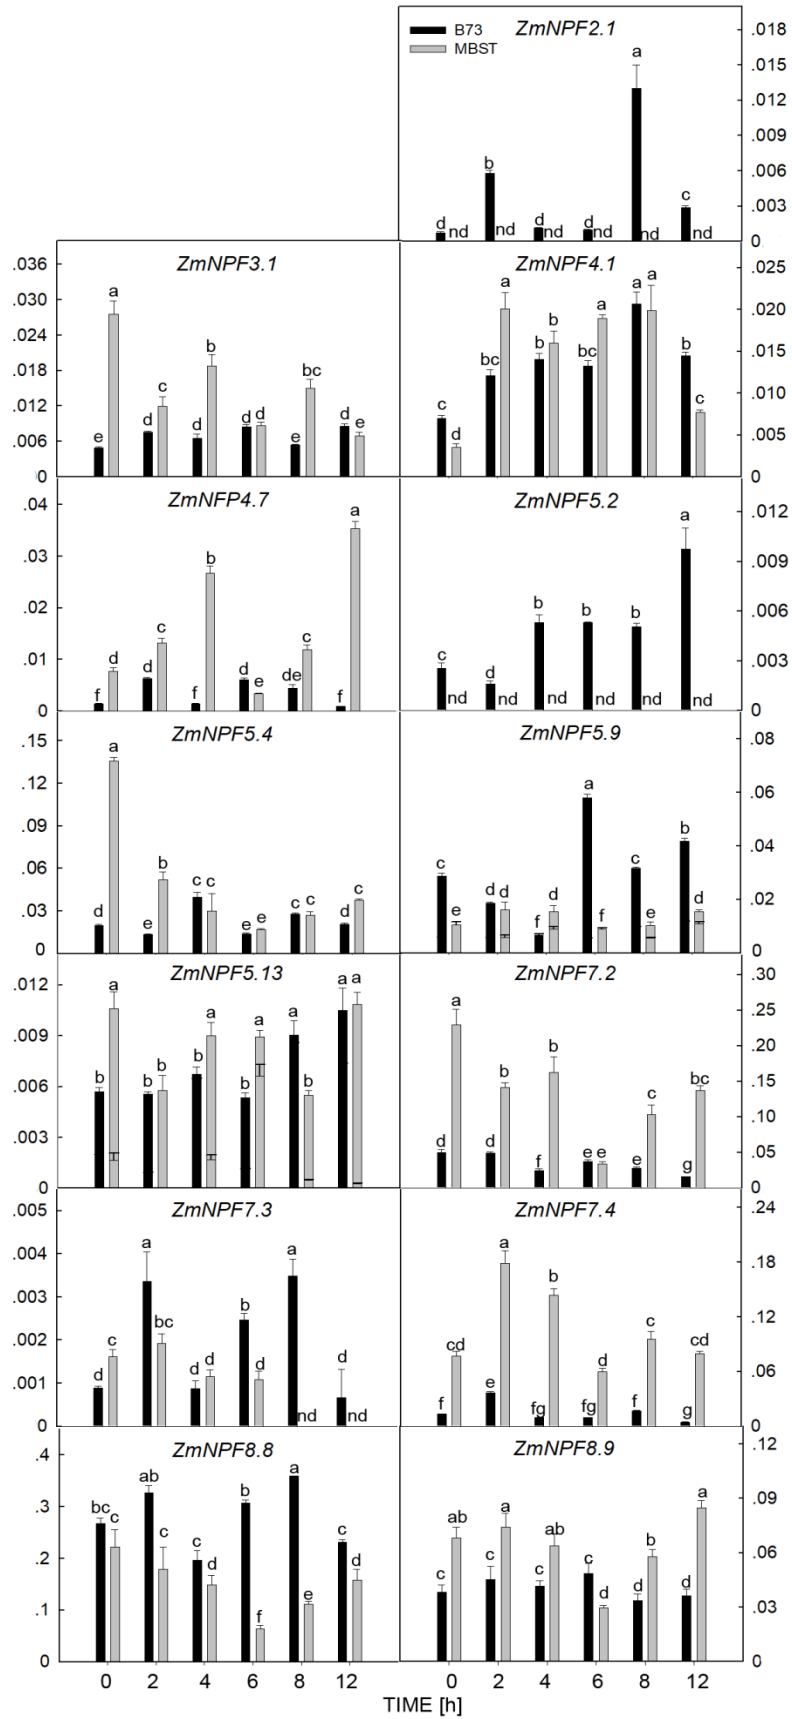 B73
MBST
ZmNPF2.1
.018
.015
.012
.009
.006
.003
0
d nd b nd d nd d nd a nd c nd
ZmNPF3.1
.036
.030
.024
.018
.012
.006
0
e a d c d b d d e bc d e
ZmNPF4.1
.025
.020
.015
.010
.005
0
c d bc a b b bc a a a b c
ZmNFP4.7
.04
.03
.02
.01
0
f d d c f b d e de c f a
ZmNPF5.2
.012
.009
.006
.003
0
c nd d nd b nd b nd b nd a nd
ZmNPF5.4
.15
.12
.09
.06
.03
0
d a e b c c e e c c d c
ZmNPF5.9
.08
.06
.04
.02
0
c e d d f c a f c e b d
ZmNPF5.13
.012
.009
.006
.003
0
b a b b b a b a a b a a
ZmNPF7.2
.30
.25
.20
.15
.10
.05
0
d a d b f b e e e c g bc
ZmNPF7.3
.005
.004
.003
.002
.001
0
d c a bc d d b d a nd d nd
ZmNPF7.4
.24
.18
.12
.06
0
f cd e a fg b fg d f c g cd
ZmNPF8.8
.4
.3
.2
.1
0
bc c ab c c d b f a e c d
ZmNPF8.9
.12
.09
.06
.03
0
c ab c a c ab c d d b d a
0 2 4 6 8 12
0 2 4 6 8 12
TIME [h]